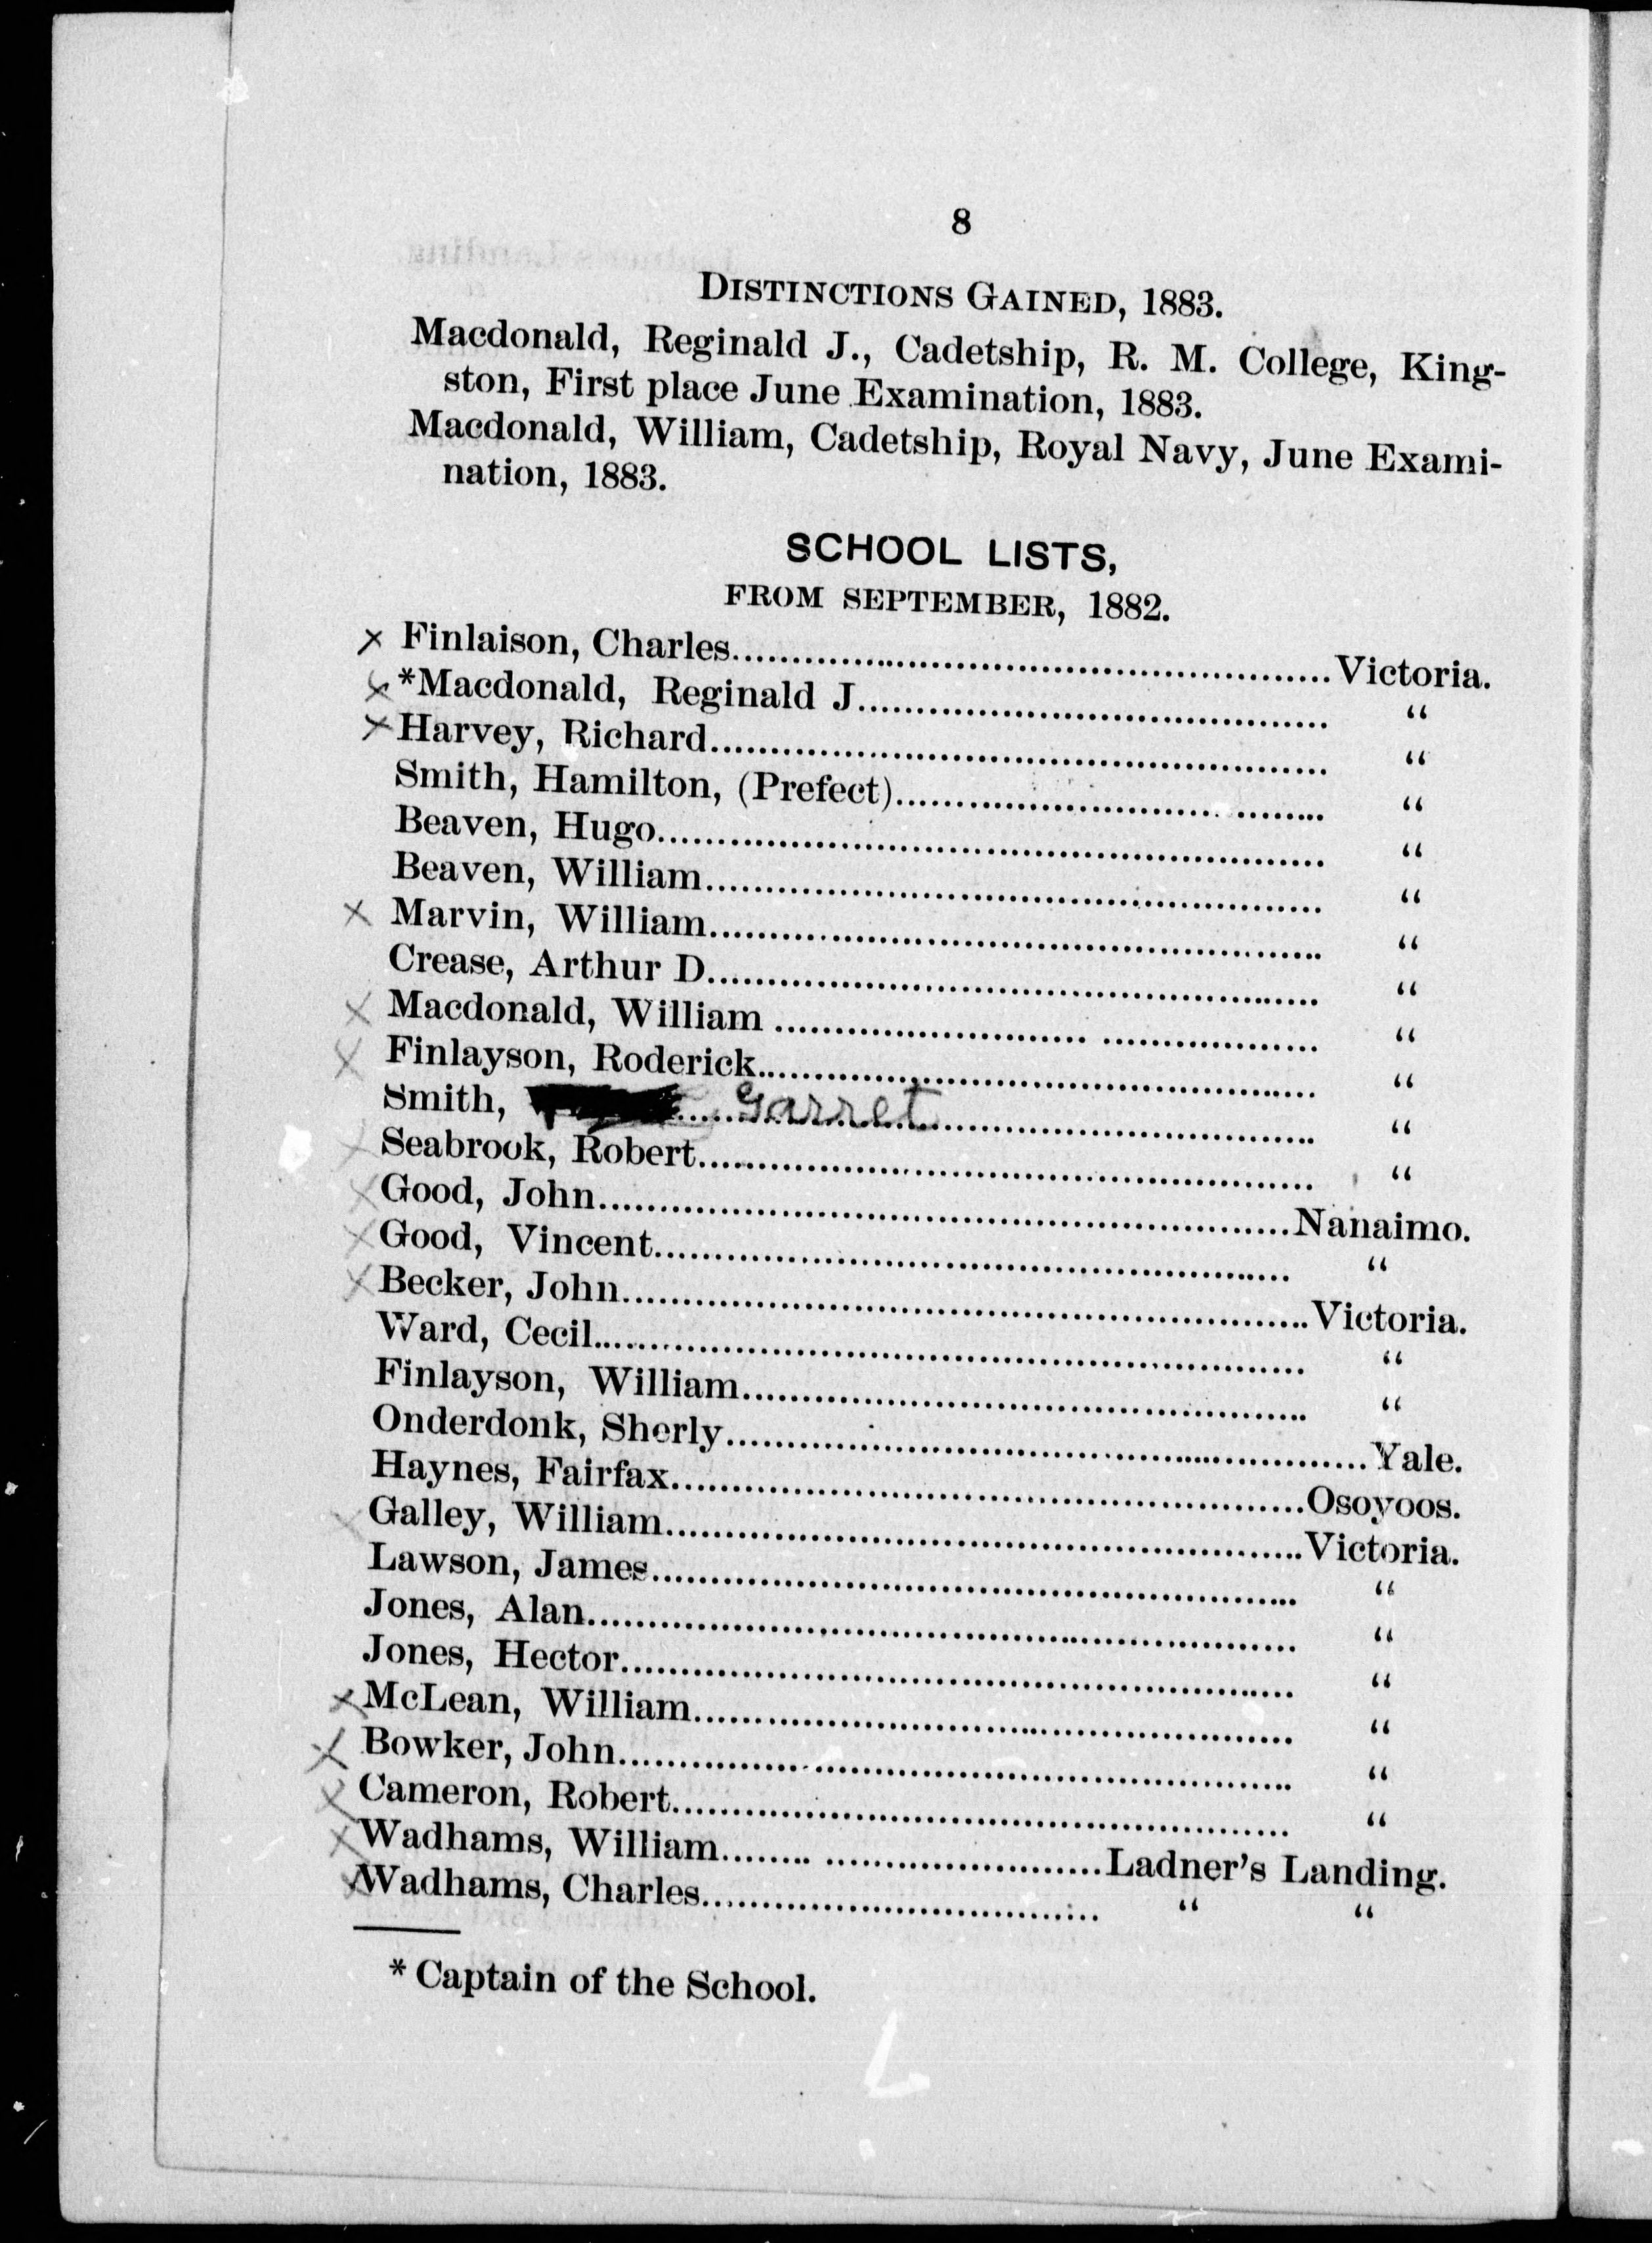 8
DISTINCTIONS GAINED, 1883.
Macdonald, Reginald J., Cadetship, R. M. College, King-
ston, First place June Examination, 1883.
Macdonald, William, Cadetship, Royal Navy, June Exami-
nation, 1883.
SCHOOL LISTS,
FROM SEPTEMBER, 1882.
x Finlaison, Charles..............................Victoria.
x *Macdonald, Reginald J.............................. “
x Harvey, Richard.............................. “
Smith, Hamilton, (Prefect).............................. “
Beaven, Hugo.............................. “
Beaven, William.............................. “
x Marvin, William.............................. “
Crease, Arthur D.............................. “
x Macdonald, William .............................. “
x Finlayson, Roderick.............................. “
Smith, Garret.............................. “
x Seabrook, Robert.............................. “
x Good, John..............................Nanaimo.
x Good, Vincent.............................. “
x Becker, John..............................Victoria.
Ward, Cecil.............................. “
Finlayson, William.............................. “
Onderdonk, Sherly..............................Yale.
Haynes, Fairfax..............................Osoyoos.
x Galley, William..............................Victoria.
Lawson, James.............................. “
Jones, Alan.............................. “
Jones, Hector.............................. “
x McLean, William.............................. “
x Bowker, John.............................. “
x Cameron, Robert.............................. “
x Wadhams, William..............................Ladner's Landing.
x Wadhams, Charles.............................. “ “
* Captain of the School.